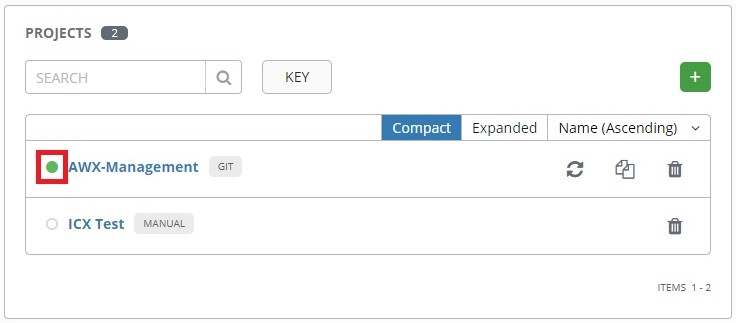 PROJECTS 2
SEARCH KEY +
Compact Expanded Name (Ascending)
AWX-Management GIT
ICX Test MANUAL
ITEMS 1 - 2